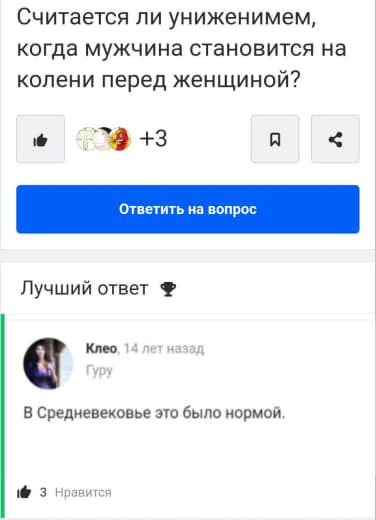 Считается ли униженимем,
когда мужчина становится на
колени перед женщиной?
+3
Ответить на вопрос
Лучший ответ
Клео, 14 лет назад
Гуру
В Средневековье это было нормой.
3 Нравится